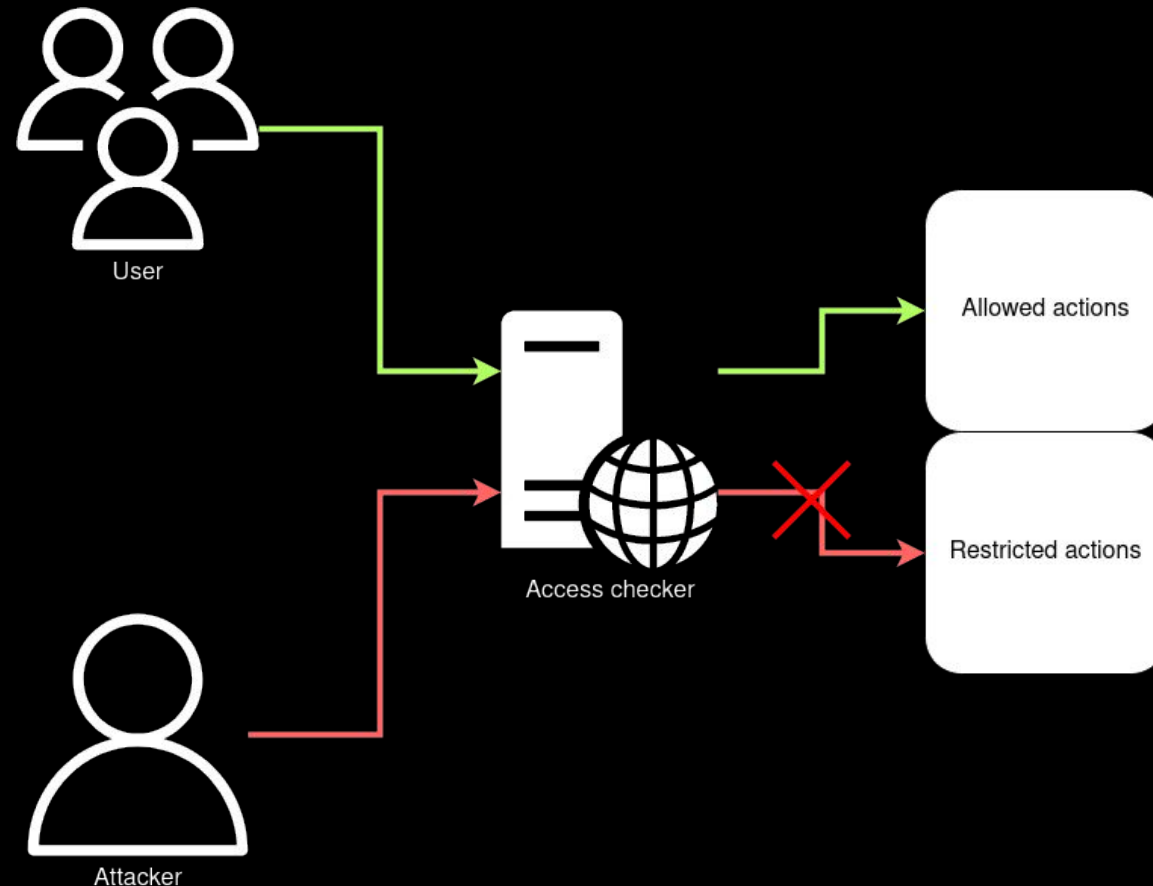 User
Allowed actions
Restricted actions
Access checker
Attacker